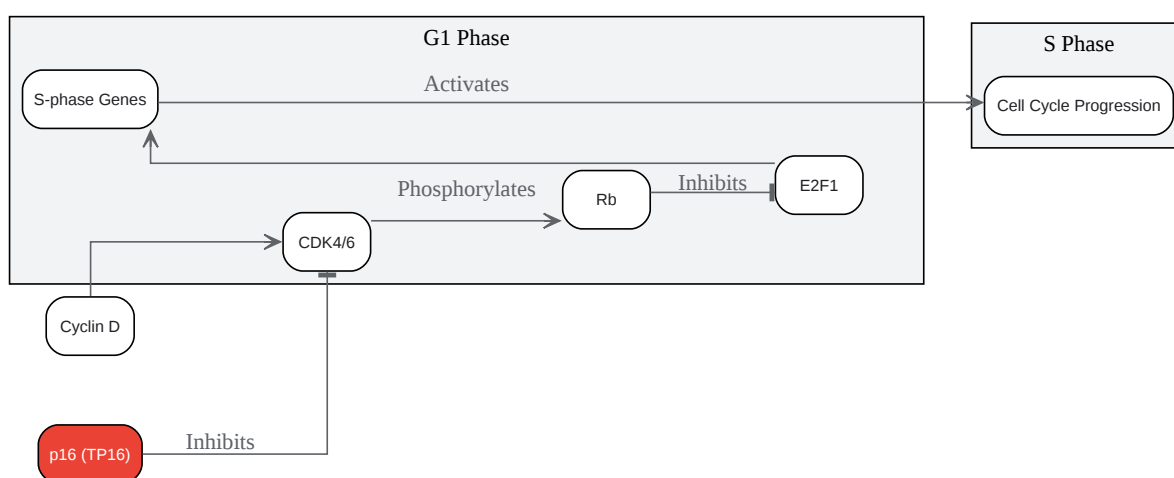 G1 Phase
S Phase
Activates
S-phase Genes
Cell Cycle Progression
Phosphorylates
Inhibits
E2F1
Rb
CDK4/6
Cyclin D
Inhibits
p16 (TP16)